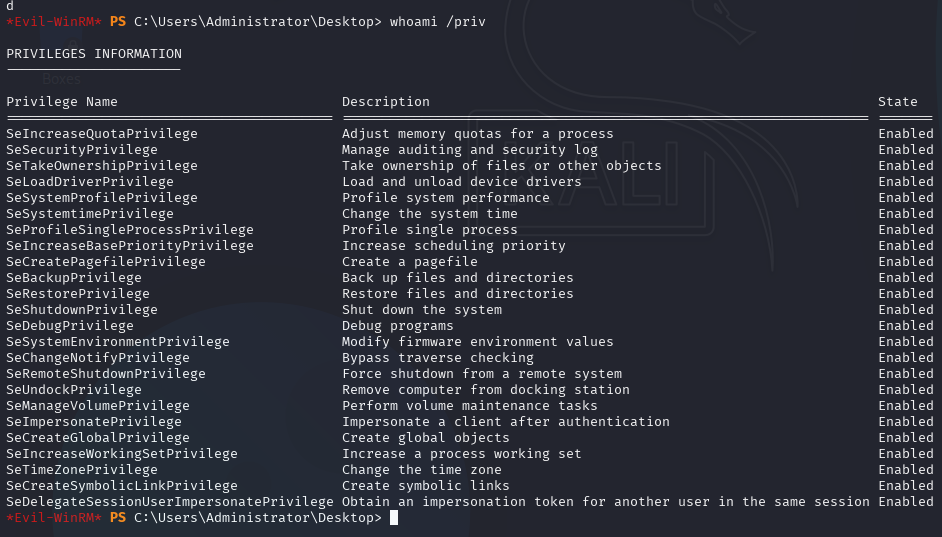 d
*Evil-WinRM* PS C:\Users\Administrator\Desktop> whoami /priv
PRIVILEGES INFORMATION
----------------------
Boxes
Privilege Name Description State
============================= ============================================== =======
SeIncreaseQuotaPrivilege Adjust memory quotas for a process Enabled
SeSecurityPrivilege Manage auditing and security log Enabled
SeTakeOwnershipPrivilege Take ownership of files or other objects Enabled
SeLoadDriverPrivilege Load and unload device drivers Enabled
KALI
SeSystemProfilePrivilege Profile system performance Enabled
SeSystemtimePrivilege Change the system time Enabled
SeProfileSingleProcessPrivilege Profile single process Enabled
SeIncreaseBasePriorityPrivilege Increase scheduling priority Enabled
SeCreatePagefilePrivilege Create a pagefile Enabled
SeBackupPrivilege Back up files and directories Enabled
SeRestorePrivilege Restore files and directories Enabled
SeShutdownPrivilege Shut down the system Enabled
SeDebugPrivilege Debug programs Enabled
SeSystemEnvironmentPrivilege Modify firmware environment values Enabled
SeChangeNotifyPrivilege Bypass traverse checking Enabled
SeRemoteShutdownPrivilege Force shutdown from a remote system Enabled
SeUndockPrivilege Remove computer from docking station Enabled
SeManageVolumePrivilege Perform volume maintenance tasks Enabled
SeImpersonatePrivilege Impersonate a client after authentication Enabled
SeCreateGlobalPrivilege Create global objects Enabled
SeIncreaseWorkingSetPrivilege Increase a process working set Enabled
SeTimeZonePrivilege Change the time zone Enabled
SeCreateSymbolicLinkPrivilege Create symbolic links Enabled
SeDelegateSessionUserImpersonatePrivilege Obtain an impersonation token for another user in the same session Enabled
*Evil-WinRM* PS C:\Users\Administrator\Desktop>